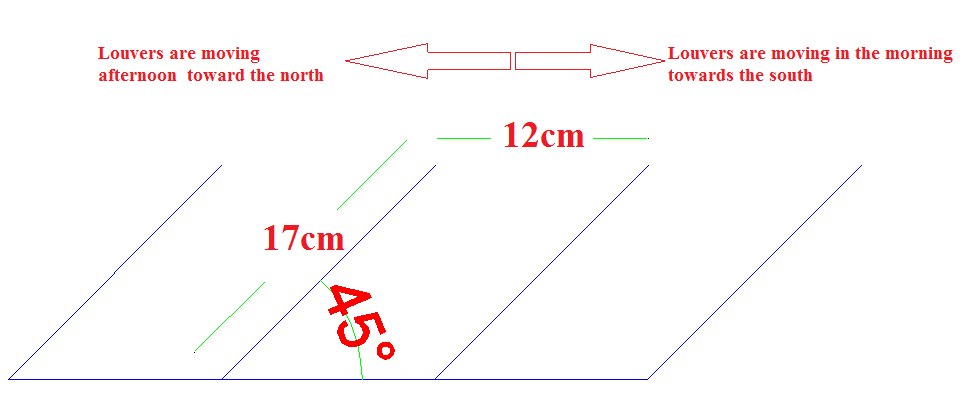 Louvers are moving
afternoon  toward the north
Louvers are moving in the morning
towards the south
12cm
17cm
45°